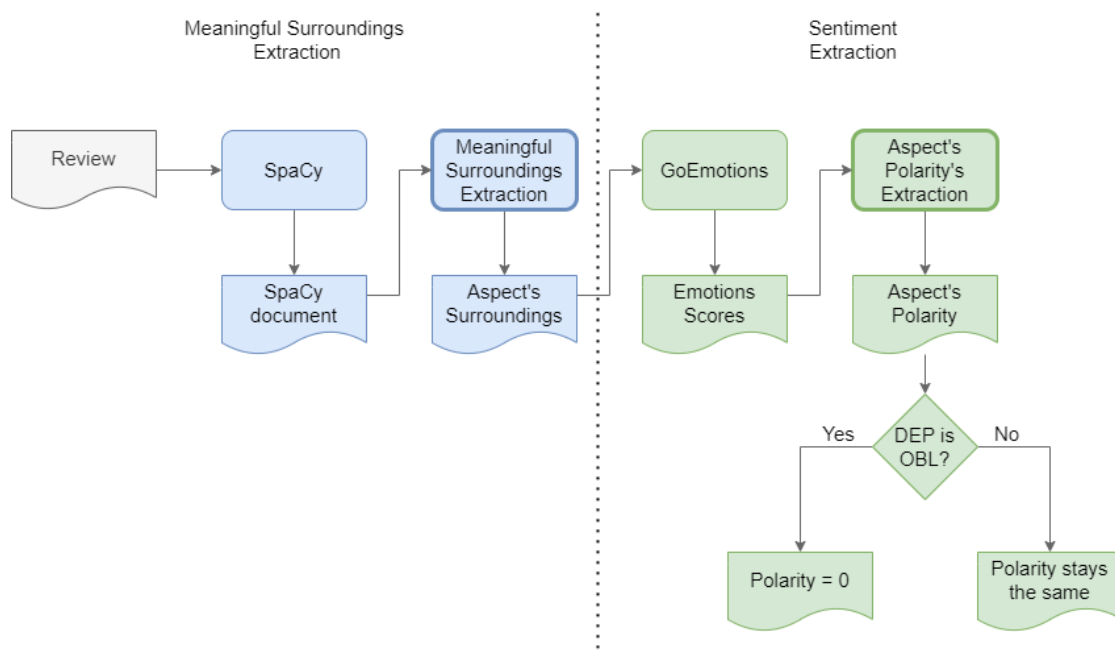 Meaningful Surroundings
Extraction
Sentiment
Extraction
Review
SpaCy
Meaningful
Surroundings
Extraction
GoEmotions
Aspect's
Polarity's
Extraction
SpaCy
document
Aspect's
Surroundings
Emotions
Scores
Aspect's
Polarity
DEP is
OBL?
Yes
No
Polarity = 0
Polarity stays
the same